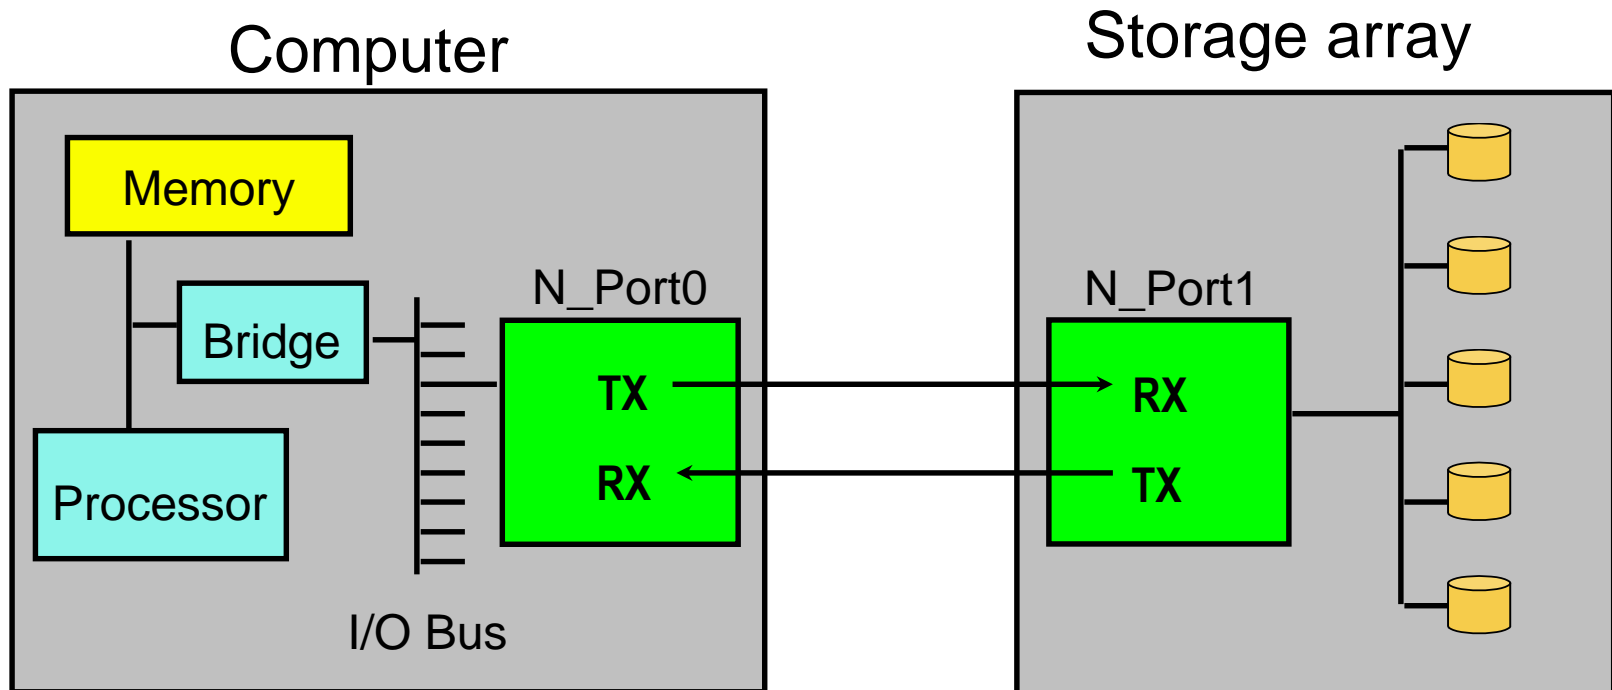 Computer
Storage array
Memory
N_Port0
N_Port1
Bridge
TX
RX
RX
TX
Processor
I/O Bus